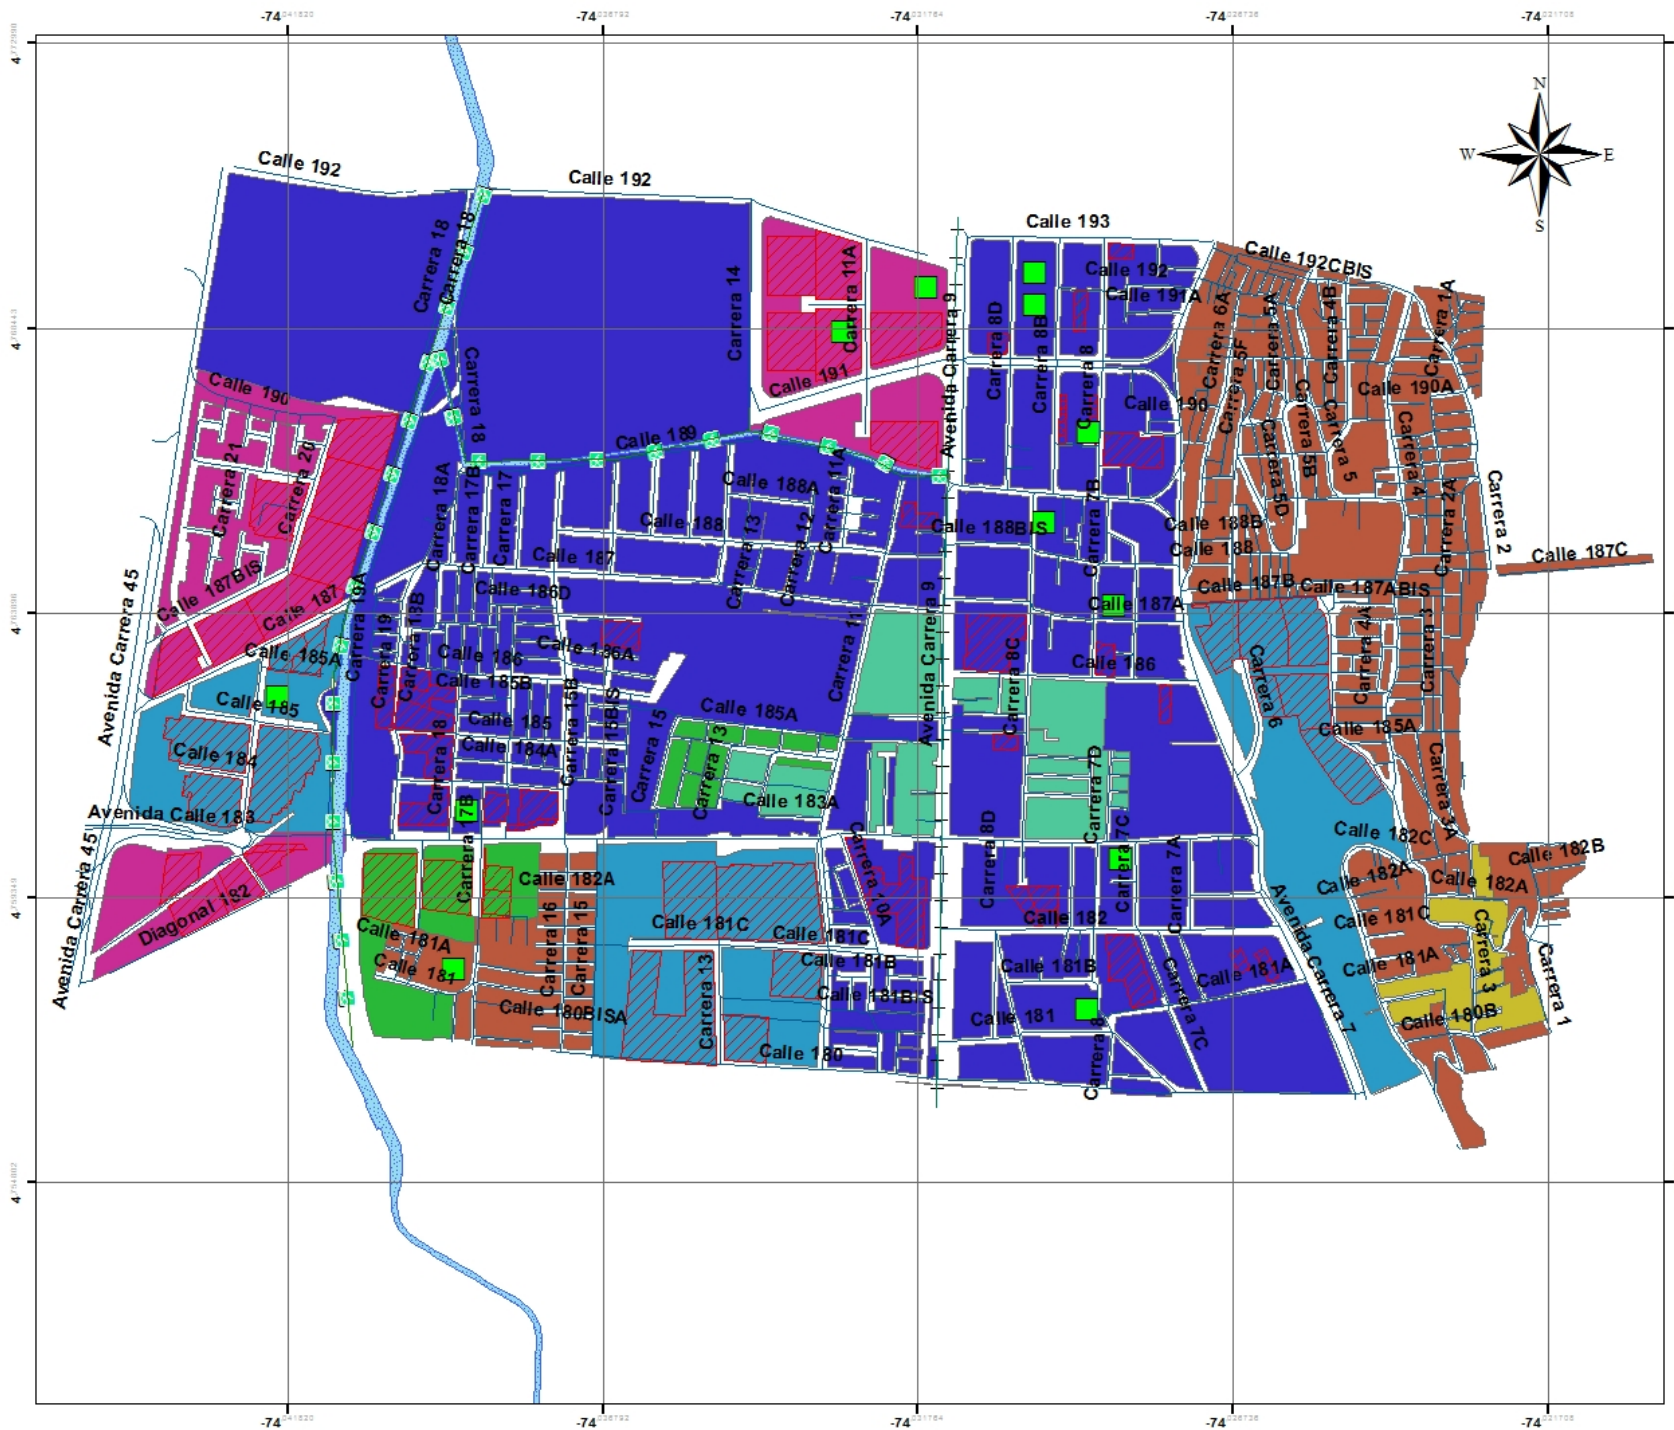 -74 -74 -74 -74 -74
N
W E
S
Calle 192
Calle 192
Calle 193
Calle 192CBIS
Calle 192
Calle 191A
Carrera 18
Carrera 18
Carrera 14
Carrera 11A
Avenida Carrera 9
Carrera 8D
Carrera 8B
Carrera 8
Carrera 6A
Carrera 5F
Carrera 5A
Carrera 4B
Carrera 1A
Calle 190
Carrera 18
Calle 191
Calle 190
Calle 190A
Carrera 21
Carrera 20
Calle 189
Carrera 5D
Carrera 5B
Carrera 5
Carrera 4
Carrera 2A
Carrera 2
Carrera 18A
Carrera 17B
Carrera 17
Calle 188A
Calle 188
Carrera 13
Carrera 12
Carrera 11A
Calle 188BIS
Carrera 7B
Calle 188B
Calle 188
Calle 187
Calle 187C
Avenida Carrera 45
Calle 187BIS
Calle 187
Carrera 19A
Carrera 19
Carrera 18B
Calle 186D
Calle 187A
Calle 187B
Calle 187ABIS
Calle 185A
Calle 186
Calle 186A
Carrera 11
Avenida Carrera 9
Carrera 8C
Calle 186
Carrera 6
Carrera 4A
Carrera 3
Calle 185
Calle 185B
Calle 185
Carrera 15B
Carrera 15BIS
Carrera 15
Calle 185A
Calle 185A
Calle 184
Carrera 18
Calle 184A
Carrera 13
Carrera 7D
Carrera 3A
Avenida Calle 183
Calle 183A
Calle 182C
Calle 182B
Avenida Carrera 45
Diagonal 182
Calle 182A
Carrera 10A
Carrera 8D
Carrera 7C
Carrera 7A
Calle 182A
Calle 182A
Calle 181A
Carrera 16
Carrera 15
Calle 181C
Calle 181C
Calle 182
Avenida Carrera 7
Calle 181C
Carrera 3
Carrera 1
Calle 181
Carrera 13
Calle 181B
Calle 181B
Calle 181A
Calle 181A
Calle 181BIS
Calle 180BISA
Calle 181
Carrera 8
Carrera 7C
Calle 180B
Calle 180
-74 -74 -74 -74 -74